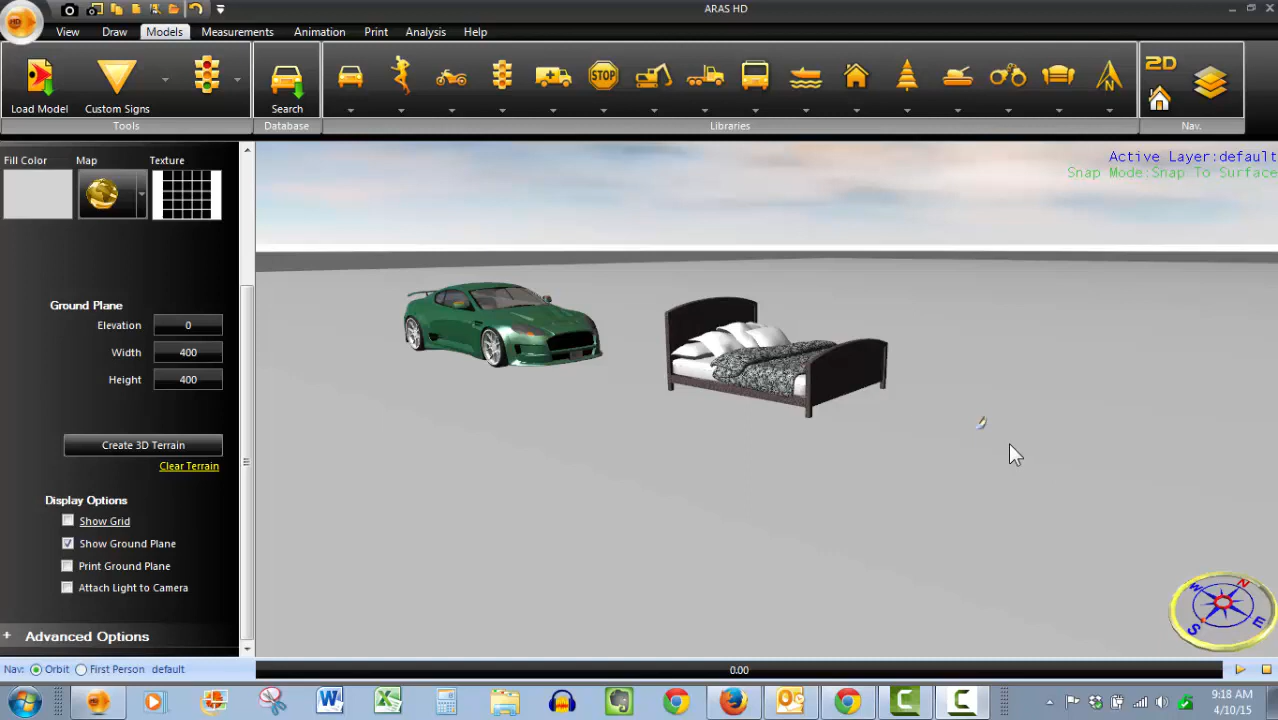 HD
ARAS HD
View Draw Models Measurements Animation Print Analysis Help
STOP
2D
Load Model Custom Signs Search
Tools Database Libraries Nav.
Fill Color Map Texture
Active Layer:default
Snap Mode:Snap To Surface
Ground Plane
Elevation 0
Width 400
Height 400
Create 3D Terrain
Clear Terrain
Display Options
Show Grid
Show Ground Plane
Print Ground Plane
Attach Light to Camera
+ Advanced Options
N
W
E
S
Nav: Orbit First Person default 0.00
9:18 AM
4/10/15